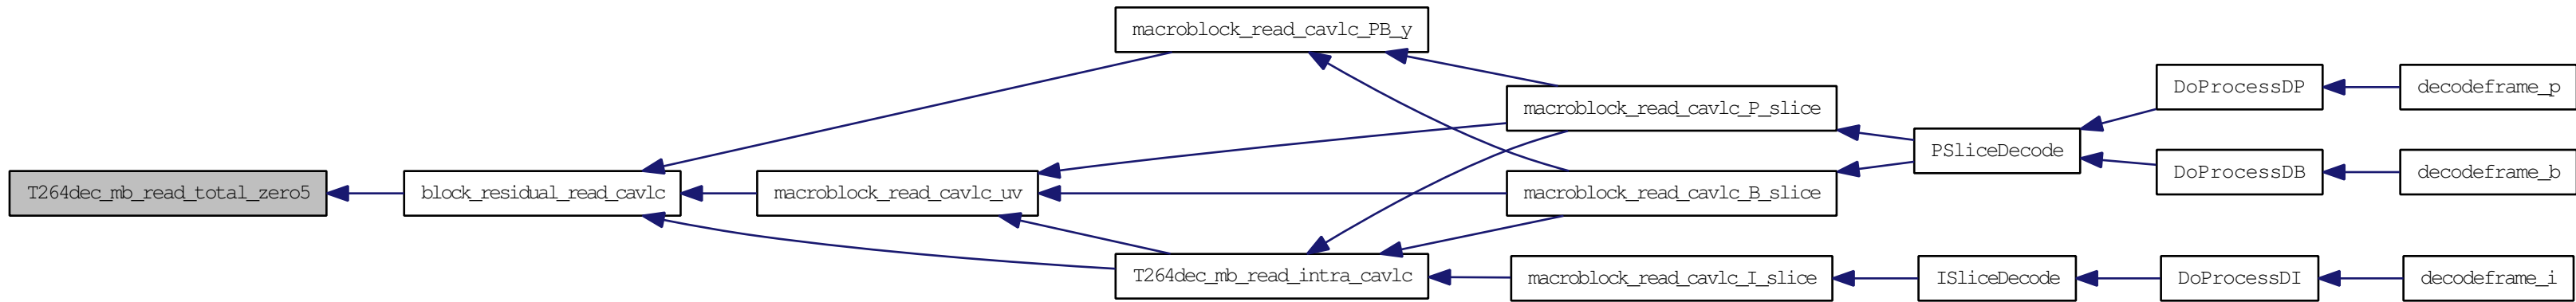 T264dec_mb_read_total_zero5
block_residual_read_cavlc
macroblock_read_cavlc_PB_y
macroblock_read_cavlc_uv
T264dec_mb_read_intra_cavlc
macroblock_read_cavlc_P_slice
macroblock_read_cavlc_B_slice
macroblock_read_cavlc_I_slice
PSliceDecode
ISliceDecode
DoProcessDP
DoProcessDB
DoProcessDI
decodeframe_p
decodeframe_b
decodeframe_i